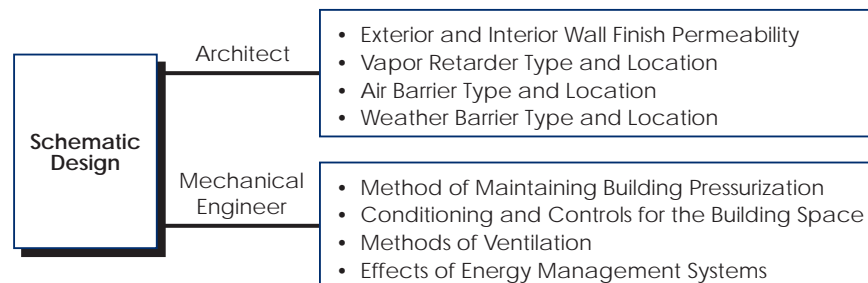 Schematic
Design
Architect
• Exterior and Interior Wall Finish Permeability
• Vapor Retarder Type and Location
• Air Barrier Type and Location
• Weather Barrier Type and Location
Mechanical
Engineer
• Method of Maintaining Building Pressurization
• Conditioning and Controls for the Building Space
• Methods of Ventilation
• Effects of Energy Management Systems